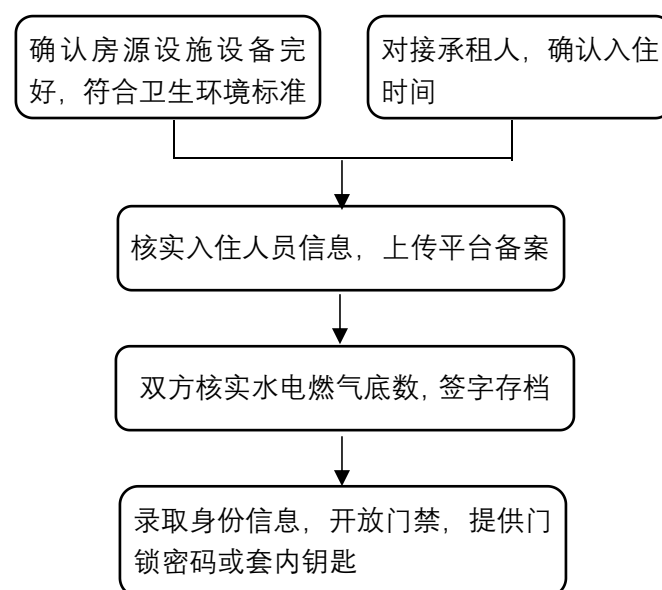 确认房源设施设备完
好，符合卫生环境标准
对接承租人，确认入住
时间
核实入住人员信息，上传平台备案
双方核实水电燃气底数，签字存档
录取身份信息，开放门禁，提供门
锁密码或套内钥匙